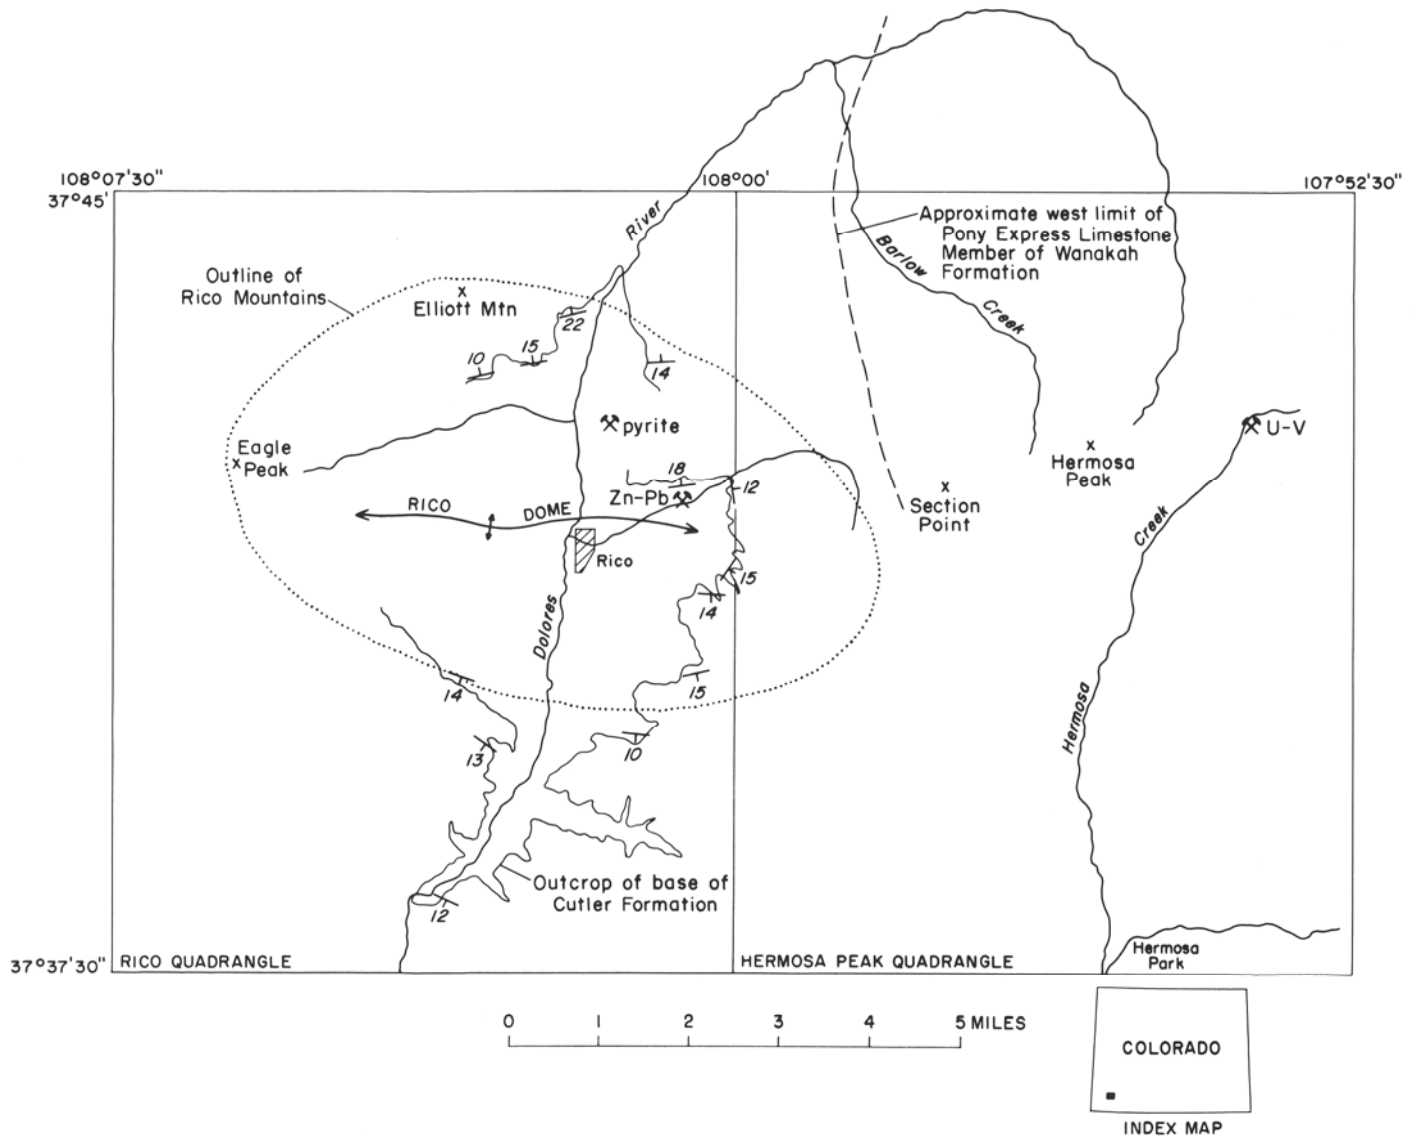 108°07'30"
108°00'
107°52'30"
37°45'
River
Approximate west limit of
Pony Express Limestone
Member of Wanakah
Formation
Barlow
Creek
Outline of
Rico Mountains
x
Elliott Mtn
22
15
10
14
pyrite
U-V
Eagle
x Peak
x
Hermosa
Peak
18
Zn-Pb
12
x
Section
Point
RICO DOME
Creek
Rico
15
14
Dolores
14
15
Hermosa
13
10
Outcrop of base of
Cutler Formation
12
Hermosa
Park
37°37'30"
RICO QUADRANGLE
HERMOSA PEAK QUADRANGLE
0 1 2 3 4 5 MILES
COLORADO
INDEX MAP